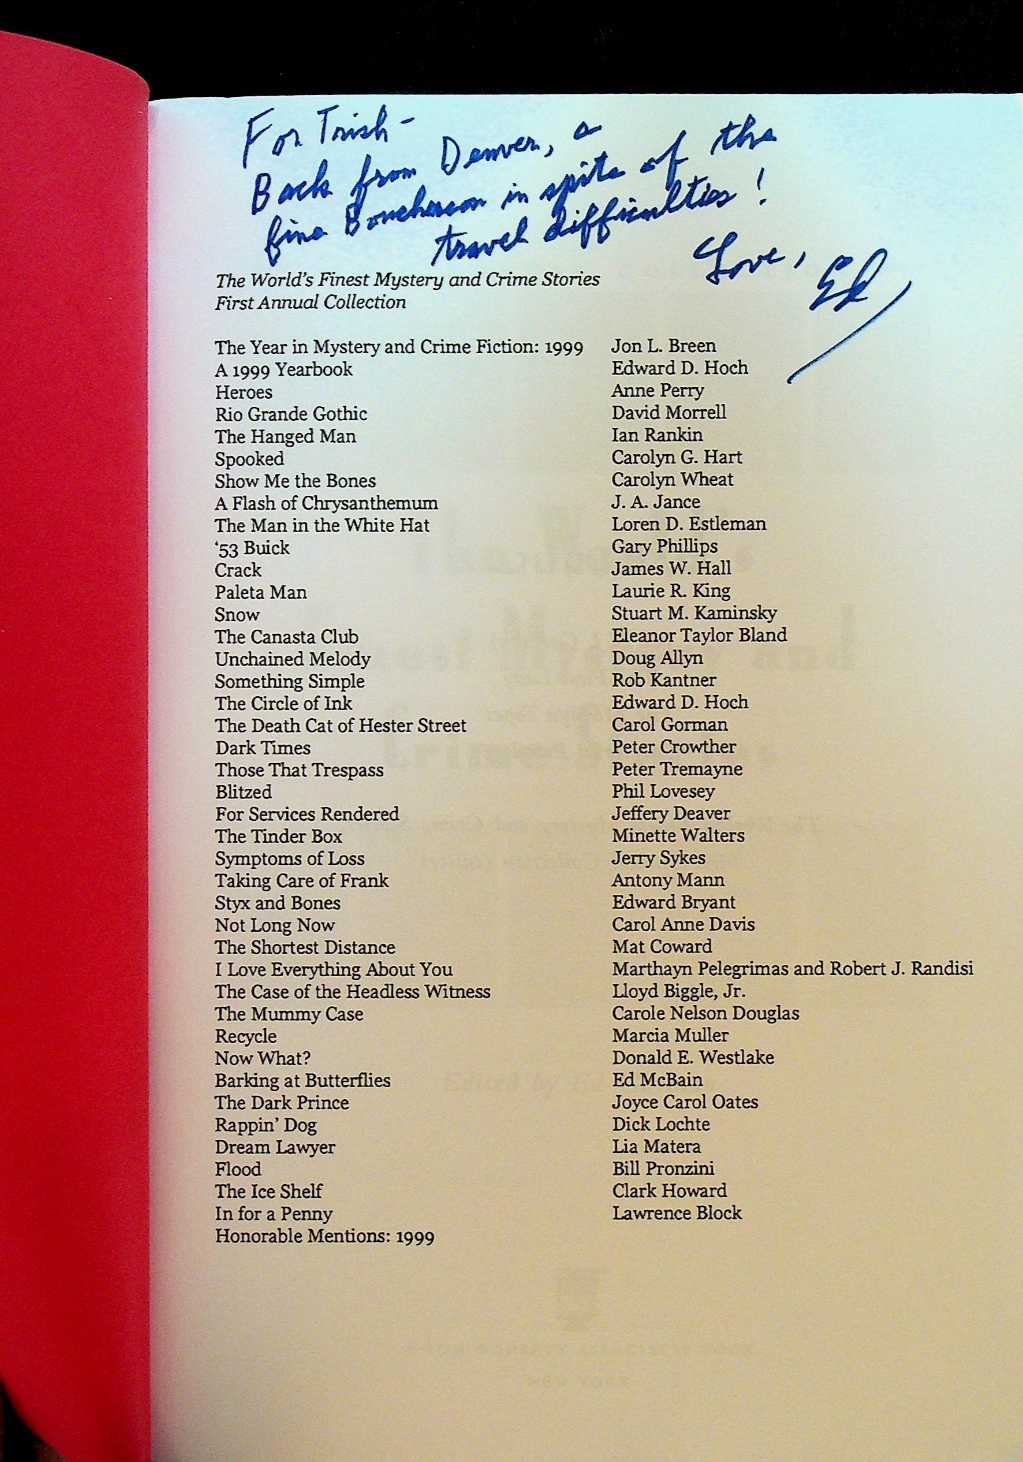 For Trish-
Back from Denver, a
fine Bouchercon in spite of the
travel difficulties!
Love,
Ed
The World's Finest Mystery and Crime Stories
First Annual Collection
The Year in Mystery and Crime Fiction: 1999 Jon L. Breen
A 1999 Yearbook Edward D. Hoch
Heroes Anne Perry
Rio Grande Gothic David Morrell
The Hanged Man Ian Rankin
Spooked Carolyn G. Hart
Show Me the Bones Carolyn Wheat
A Flash of Chrysanthemum J. A. Jance
The Man in the White Hat Loren D. Estleman
‘53 Buick Gary Phillips
Crack James W. Hall
Paleta Man Laurie R. King
Snow Stuart M. Kaminsky
The Canasta Club Eleanor Taylor Bland
Unchained Melody Doug Allyn
Something Simple Rob Kantner
The Circle of Ink Edward D. Hoch
The Death Cat of Hester Street Carol Gorman
Dark Times Peter Crowther
Those That Trespass Peter Tremayne
Blitzed Phil Lovesey
For Services Rendered Jeffery Deaver
The Tinder Box Minette Walters
Symptoms of Loss Jerry Sykes
Taking Care of Frank Antony Mann
Styx and Bones Edward Bryant
Not Long Now Carol Anne Davis
The Shortest Distance Mat Coward
I Love Everything About You Marthayn Pelegrimas and Robert J. Randisi
The Case of the Headless Witness Lloyd Biggle, Jr.
The Mummy Case Carole Nelson Douglas
Recycle Marcia Muller
Now What? Donald E. Westlake
Barking at Butterflies Ed McBain
The Dark Prince Joyce Carol Oates
Rappin' Dog Dick Lochte
Dream Lawyer Lia Matera
Flood Bill Pronzini
The Ice Shelf Clark Howard
In for a Penny Lawrence Block
Honorable Mentions: 1999